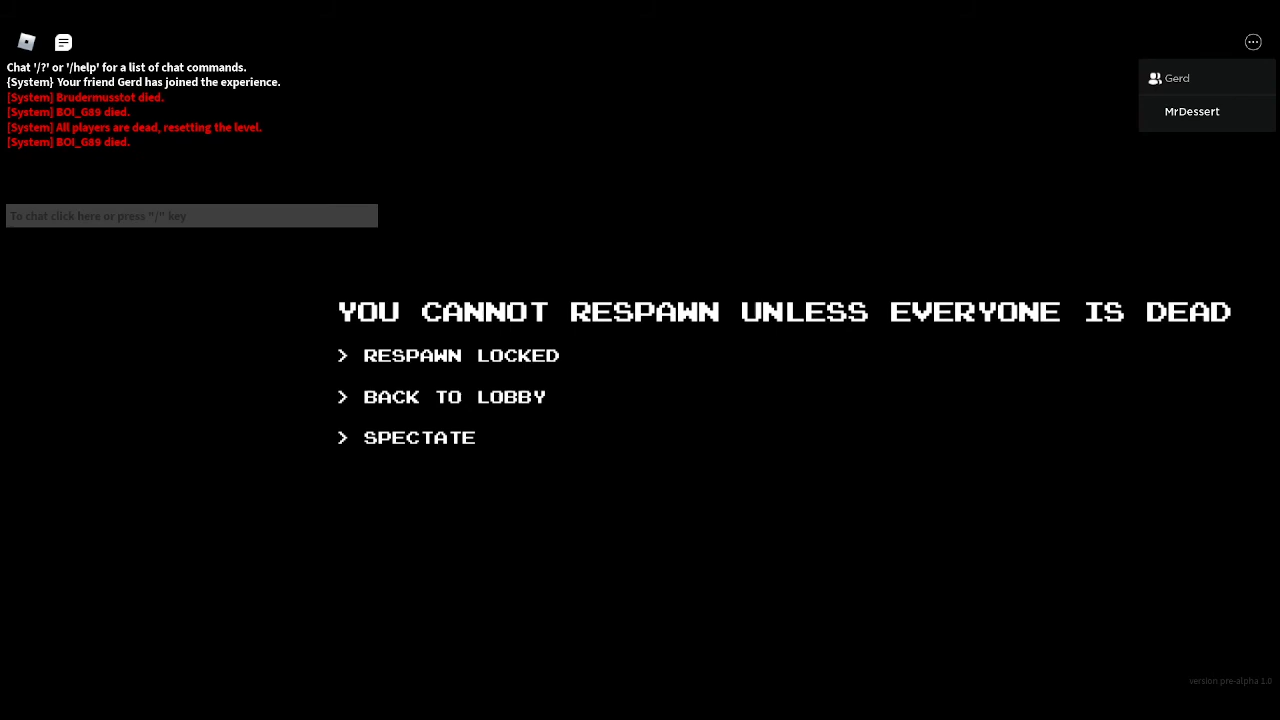 Chat '/?' or '/help' for a list of chat commands.
{System} Your friend Gerd has joined the experience.
[System] Brudermusstot died.
[System] BOI_G89 died.
[System] All players are dead, resetting the level.
[System] BOI_G89 died.
Gerd
MrDessert
To chat click here or press "/" key
YOU CANNOT RESPAWN UNLESS EVERYONE IS DEAD
> RESPAWN LOCKED
> BACK TO LOBBY
> SPECTATE
version pre-alpha 1.0